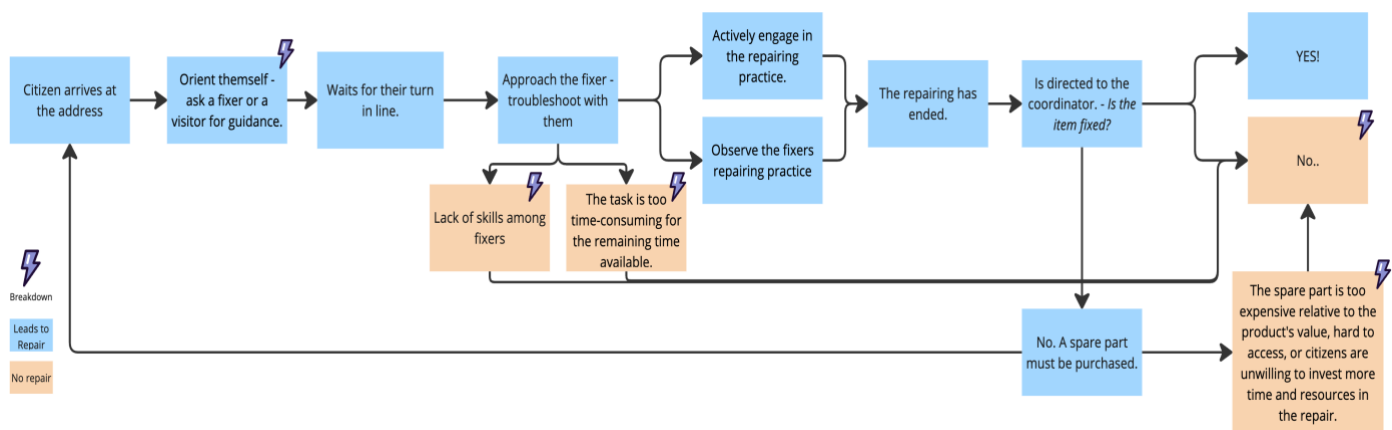 Citizen arrives at
the address
Orient themself -
ask a fixer or a
visitor for guidance.
Waits for their turn
in line.
Approach the fixer -
troubleshoot with
them
Actively engage in
the repairing
practice.
Observe the fixers
repairing practice
The repairing has
ended.
Is directed to the
coordinator. - Is the
item fixed?
YES!
No..
Lack of skills among
fixers
The task is too
time-consuming for
the remaining time
available.
No. A spare part
must be purchased.
The spare part is too
expensive relative to the
product's value, hard to
access, or citizens are
unwilling to invest more
time and resources in
the repair.
Breakdown
Leads to
Repair
No repair